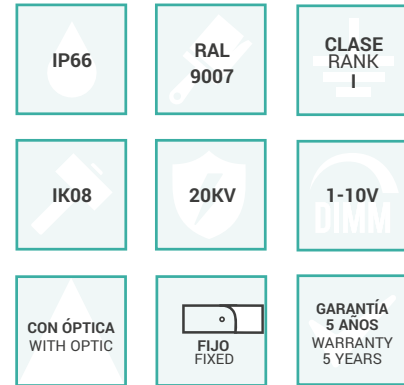 IP66
RAL
9007
CLASE
RANK
I
IK08
20KV
1-10V
DIMM
CON ÓPTICA
WITH OPTIC
FIJO
FIXED
GARANTÍA
5 AÑOS
WARRANTY
5 YEARS